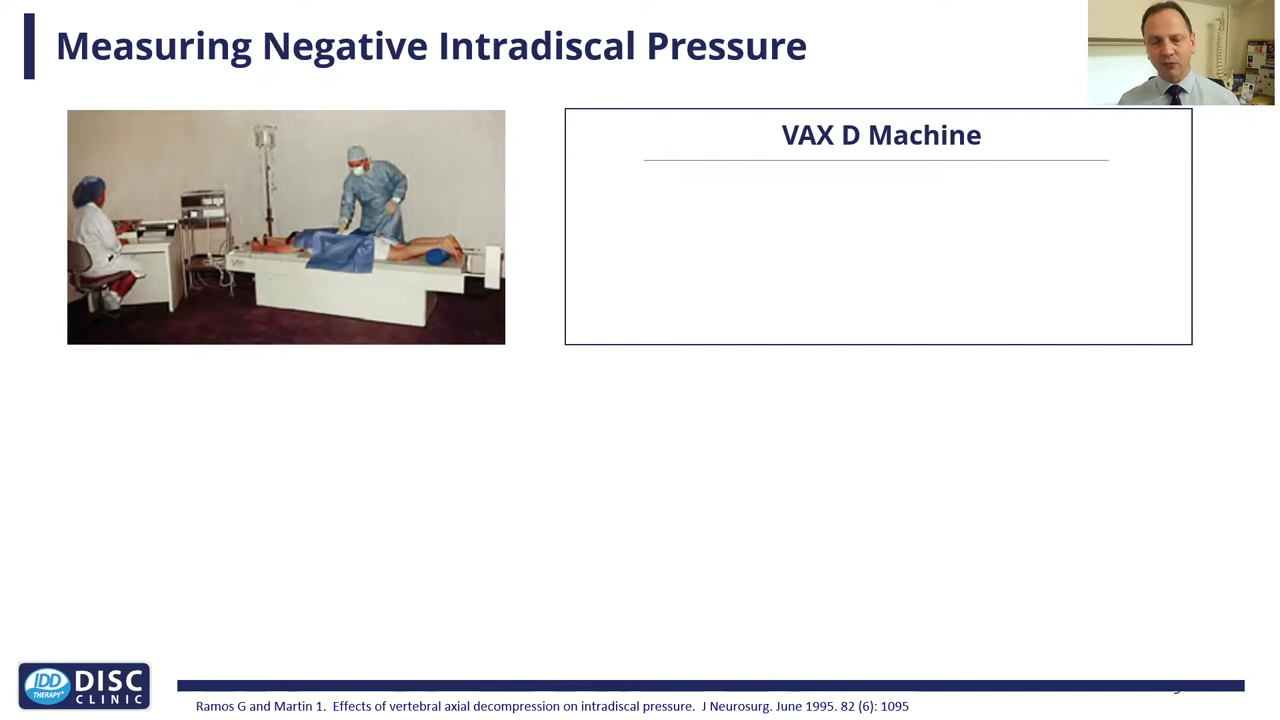 Measuring Negative Intradiscal Pressure
VAX D Machine
IDD
THERAPY®
DISC
CLINIC
Ramos G and Martin 1. Effects of vertebral axial decompression on intradiscal pressure. J Neurosurg. June 1995. 82 (6): 1095